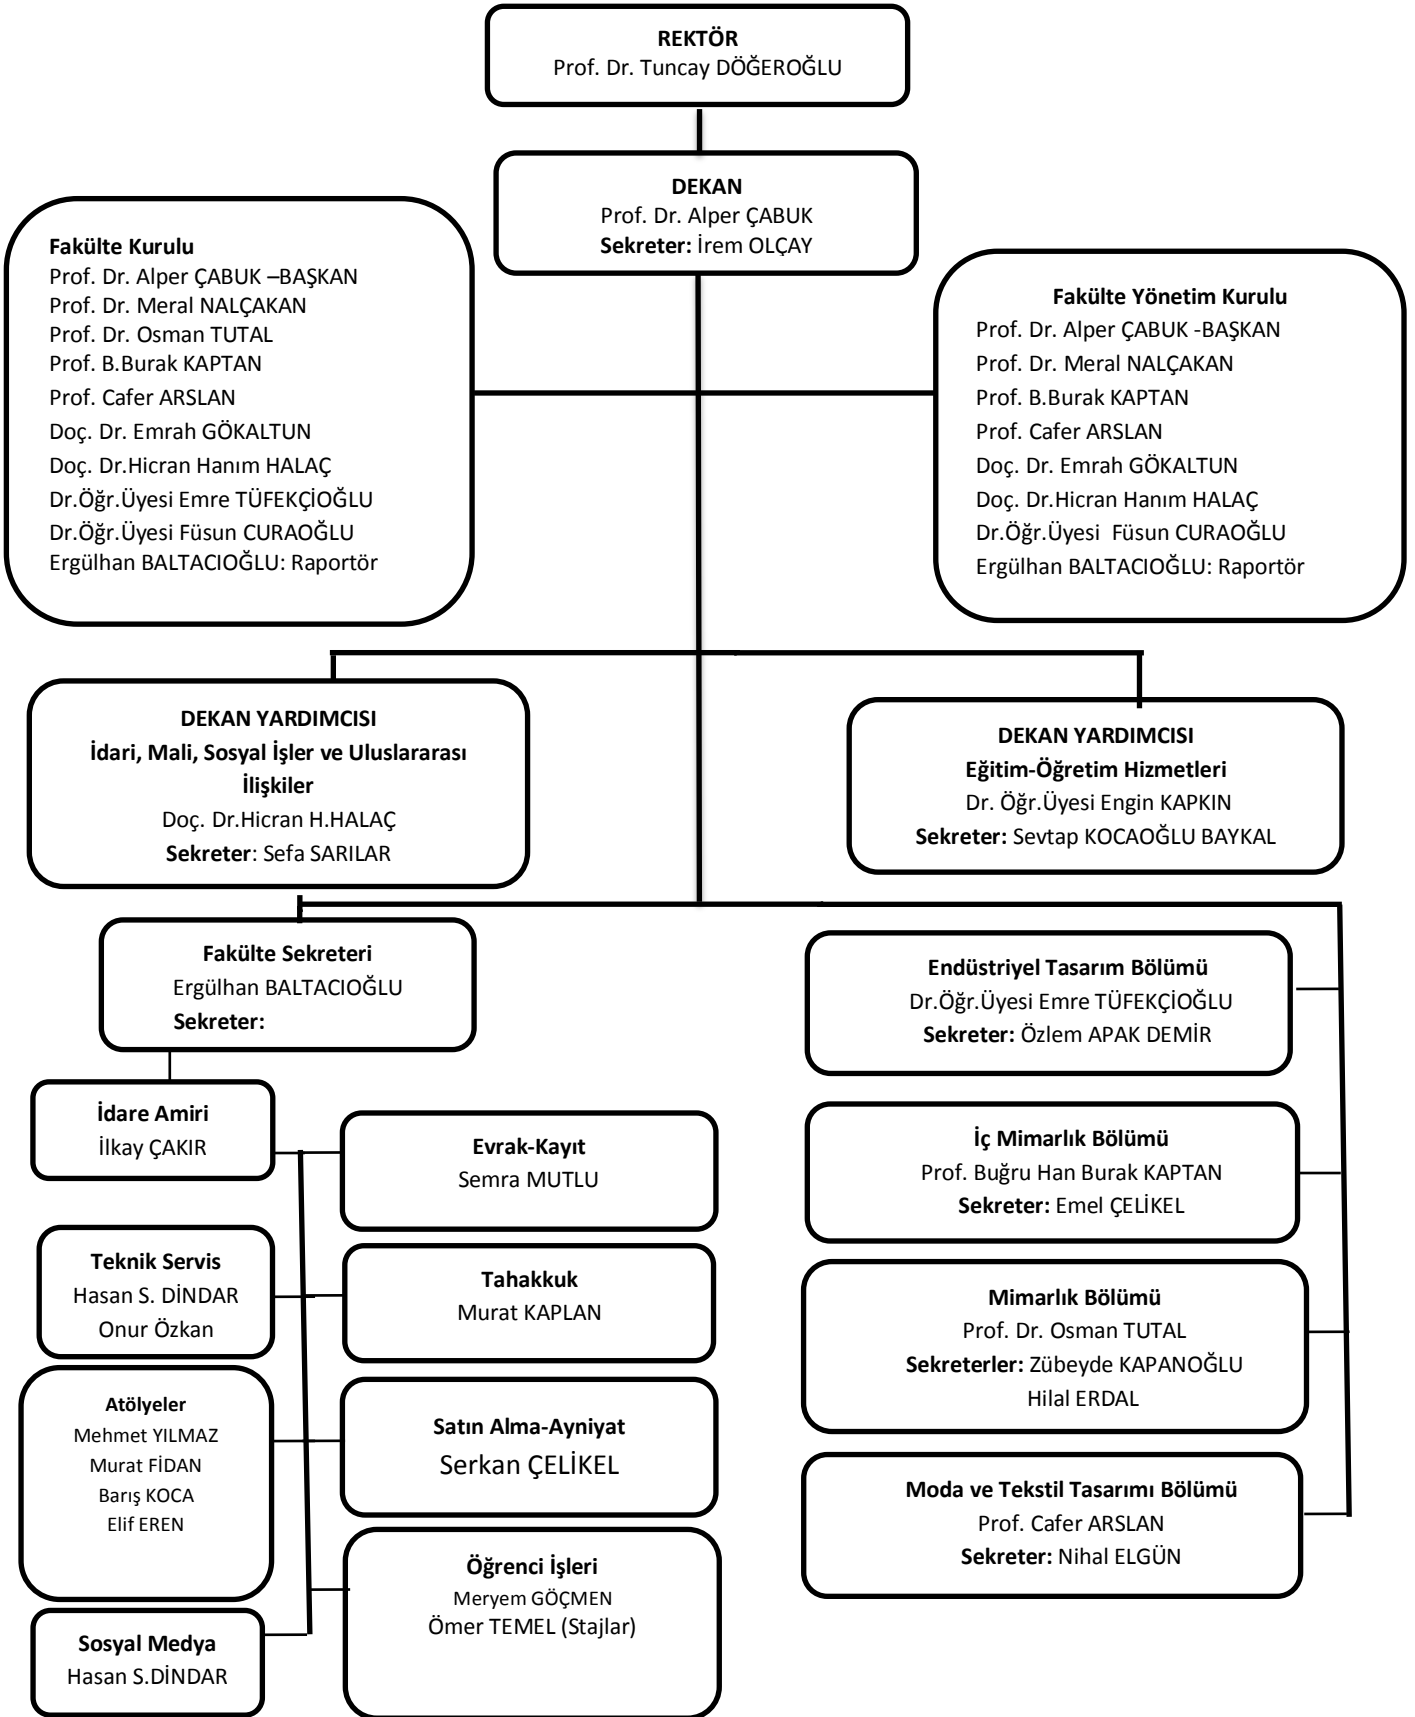 REKTÖR
Prof. Dr. Tuncay DÖĞEROĞLU
DEKAN
Prof. Dr. Alper ÇABUK
Sekreter: İrem OLÇAY
Fakülte Kurulu
Prof. Dr. Alper ÇABUK –BAŞKAN
Prof. Dr. Meral NALÇAKAN
Prof. Dr. Osman TUTAL
Prof. B.Burak KAPTAN
Prof. Cafer ARSLAN
Doç. Dr. Emrah GÖKALTUN
Doç. Dr.Hicran Hanım HALAÇ
Dr.Öğr.Üyesi Emre TÜFEKÇİOĞLU
Dr.Öğr.Üyesi Füsun CURAOĞLU
Ergülhan BALTACIOĞLU: Raportör
Fakülte Yönetim Kurulu
Prof. Dr. Alper ÇABUK -BAŞKAN
Prof. Dr. Meral NALÇAKAN
Prof. B.Burak KAPTAN
Prof. Cafer ARSLAN
Doç. Dr. Emrah GÖKALTUN
Doç. Dr.Hicran Hanım HALAÇ
Dr.Öğr.Üyesi Füsun CURAOĞLU
Ergülhan BALTACIOĞLU: Raportör
DEKAN YARDIMCISI
İdari, Mali, Sosyal İşler ve Uluslararası
İlişkiler
Doç. Dr.Hicran H.HALAÇ
Sekreter: Sefa SARILAR
DEKAN YARDIMCISI
Eğitim-Öğretim Hizmetleri
Dr. Öğr.Üyesi Engin KAPKIN
Sekreter: Sevtap KOCAOĞLU BAYKAL
Fakülte Sekreteri
Ergülhan BALTACIOĞLU
Sekreter:
İdare Amiri
İlkay ÇAKIR
Evrak-Kayıt
Semra MUTLU
Teknik Servis
Hasan S. DİNDAR
Onur Özkan
Tahakkuk
Murat KAPLAN
Atölyeler
Mehmet YILMAZ
Murat FİDAN
Barış KOCA
Elif EREN
Satın Alma-Ayniyat
Serkan ÇELİKEL
Öğrenci İşleri
Meryem GÖÇMEN
Ömer TEMEL (Stajlar)
Sosyal Medya
Hasan S.DİNDAR
Endüstriyel Tasarım Bölümü
Dr.Öğr.Üyesi Emre TÜFEKÇİOĞLU
Sekreter: Özlem APAK DEMİR
İç Mimarlık Bölümü
Prof. Buğru Han Burak KAPTAN
Sekreter: Emel ÇELİKEL
Mimarlık Bölümü
Prof. Dr. Osman TUTAL
Sekreterler: Zübeyde KAPANOĞLU
Hilal ERDAL
Moda ve Tekstil Tasarımı Bölümü
Prof. Cafer ARSLAN
Sekreter: Nihal ELGÜN